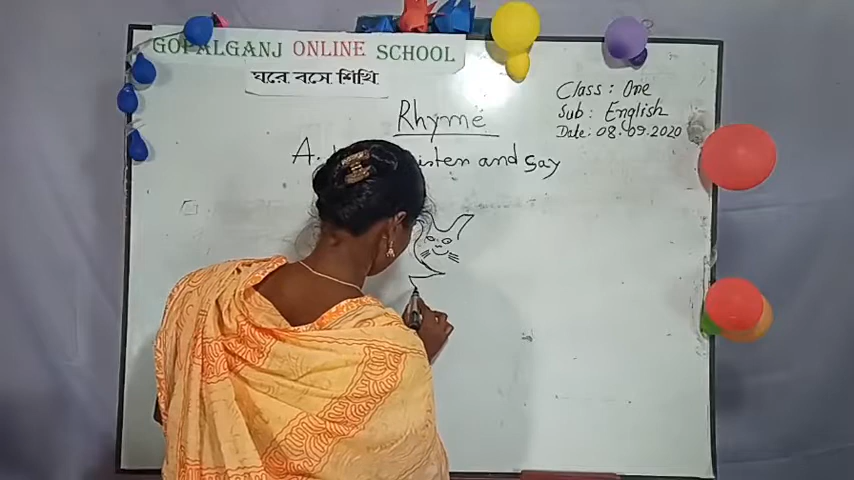 GOPALGANJ ONLINE SCHOOL
ঘরে বসে শিখি
Class : One
Sub : English
Date : 08.09.2020
Rhyme
A. listen and say